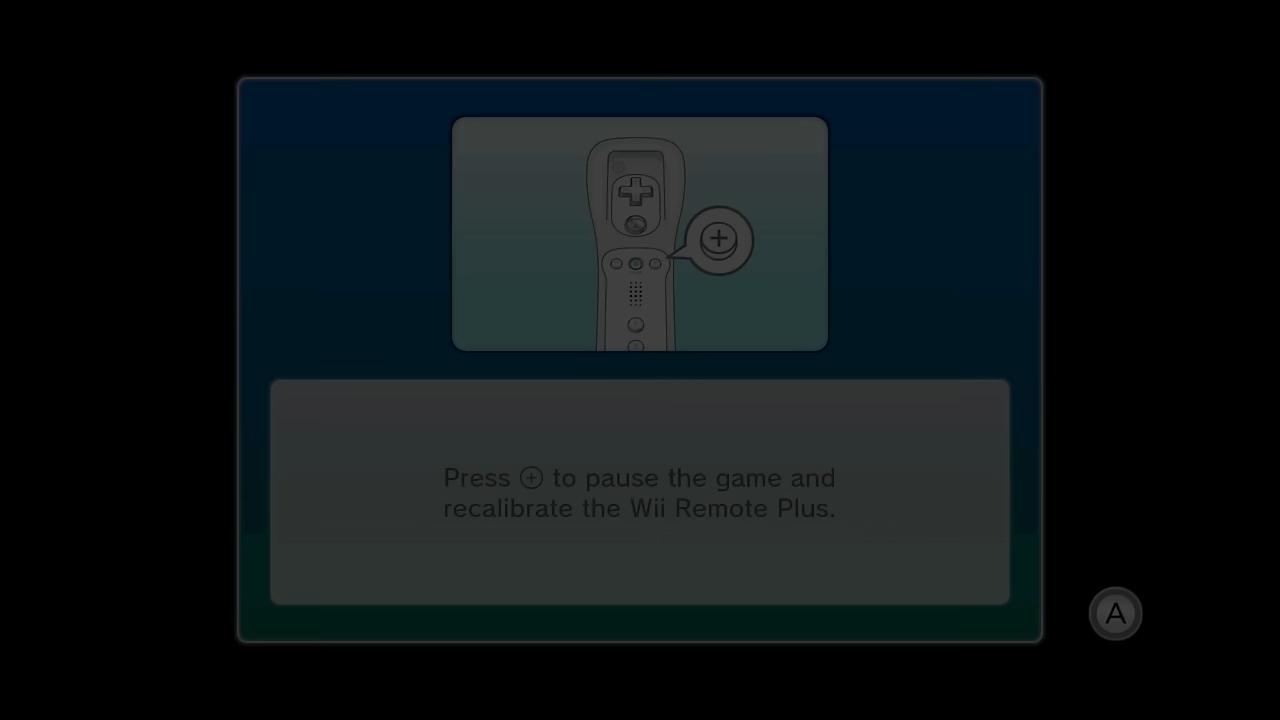 Press ⊕ to pause the game and
recalibrate the Wii Remote Plus.
A